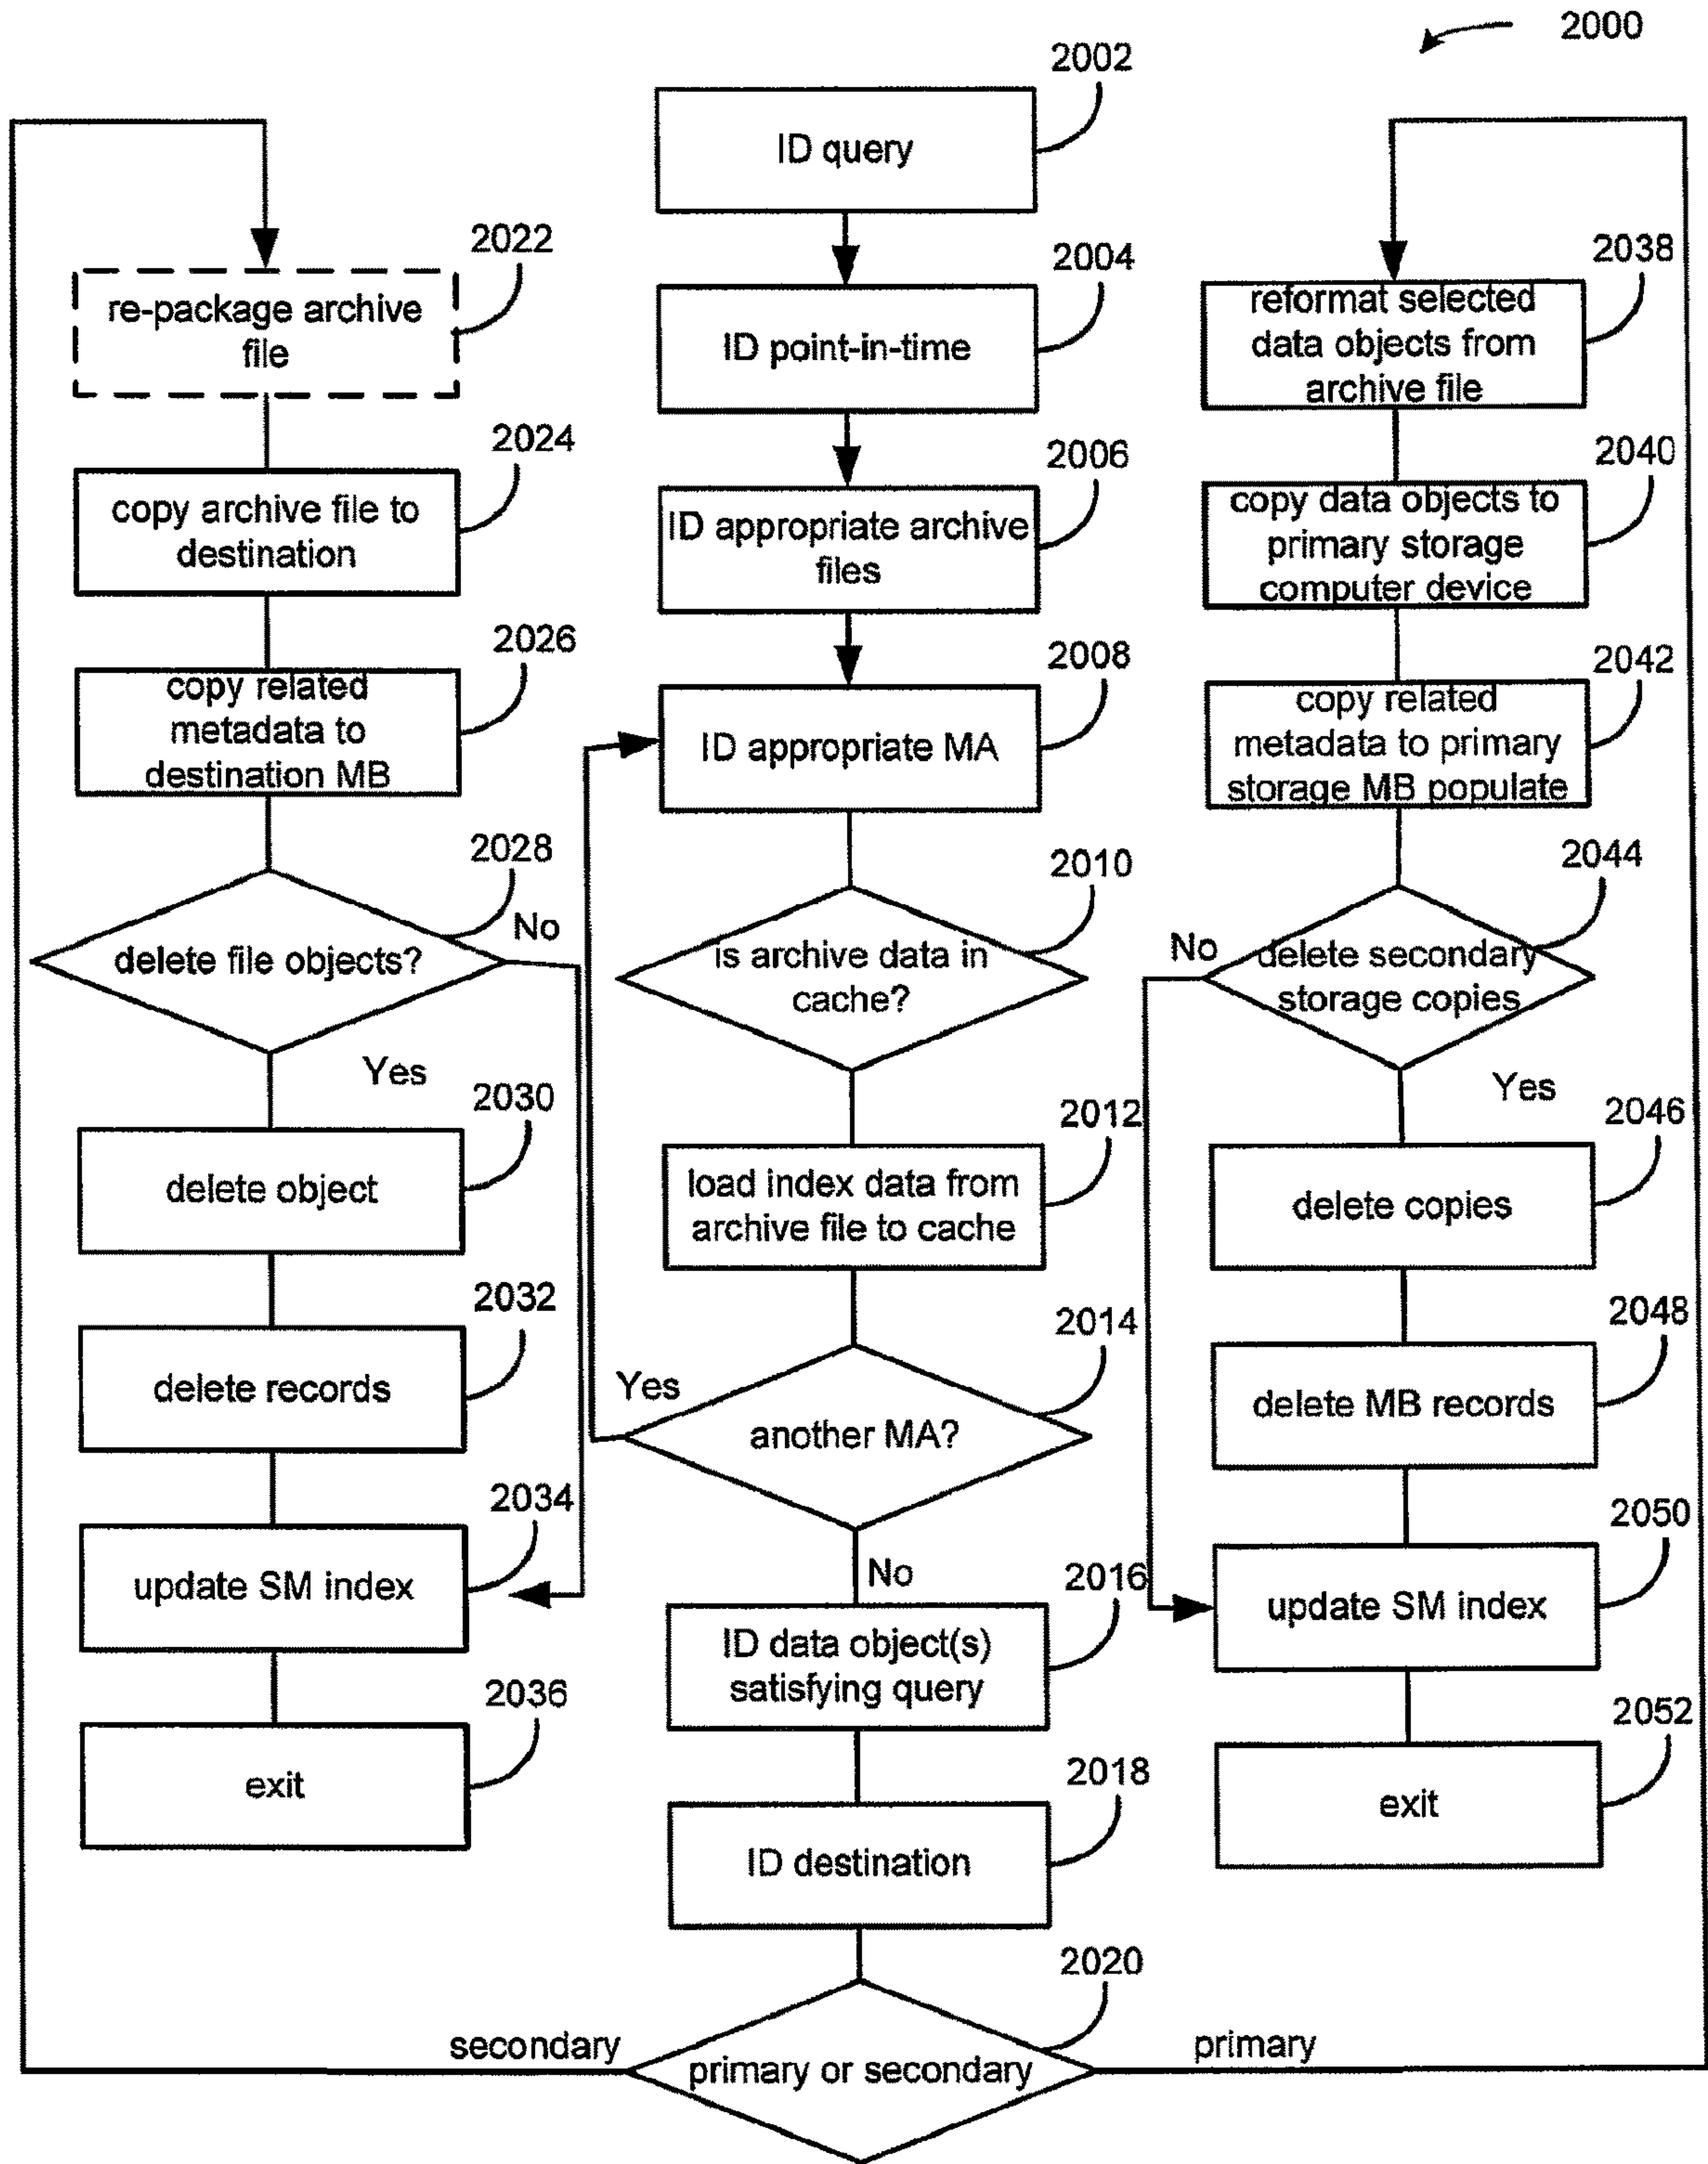 2000
2002
ID query
2004
ID point-in-time
2006
ID appropriate archive
files
2008
ID appropriate MA
2010
is archive data in
cache?
2012
load index data from
archive file to cache
2014
Yes
another MA?
No
2016
ID data object(s)
satisfying query
2018
ID destination
2020
secondary
primary or secondary
primary
2022
re-package archive
file
2024
copy archive file to
destination
2026
copy related
metadata to
destination MB
2028
No
delete file objects?
Yes
2030
delete object
2032
delete records
2034
update SM index
2036
exit
2038
reformat selected
data objects from
archive file
2040
copy data objects to
primary storage
computer device
2042
copy related
metadata to primary
storage MB populate
2044
No
delete secondary
storage copies
Yes
2046
delete copies
2048
delete MB records
2050
update SM index
2052
exit